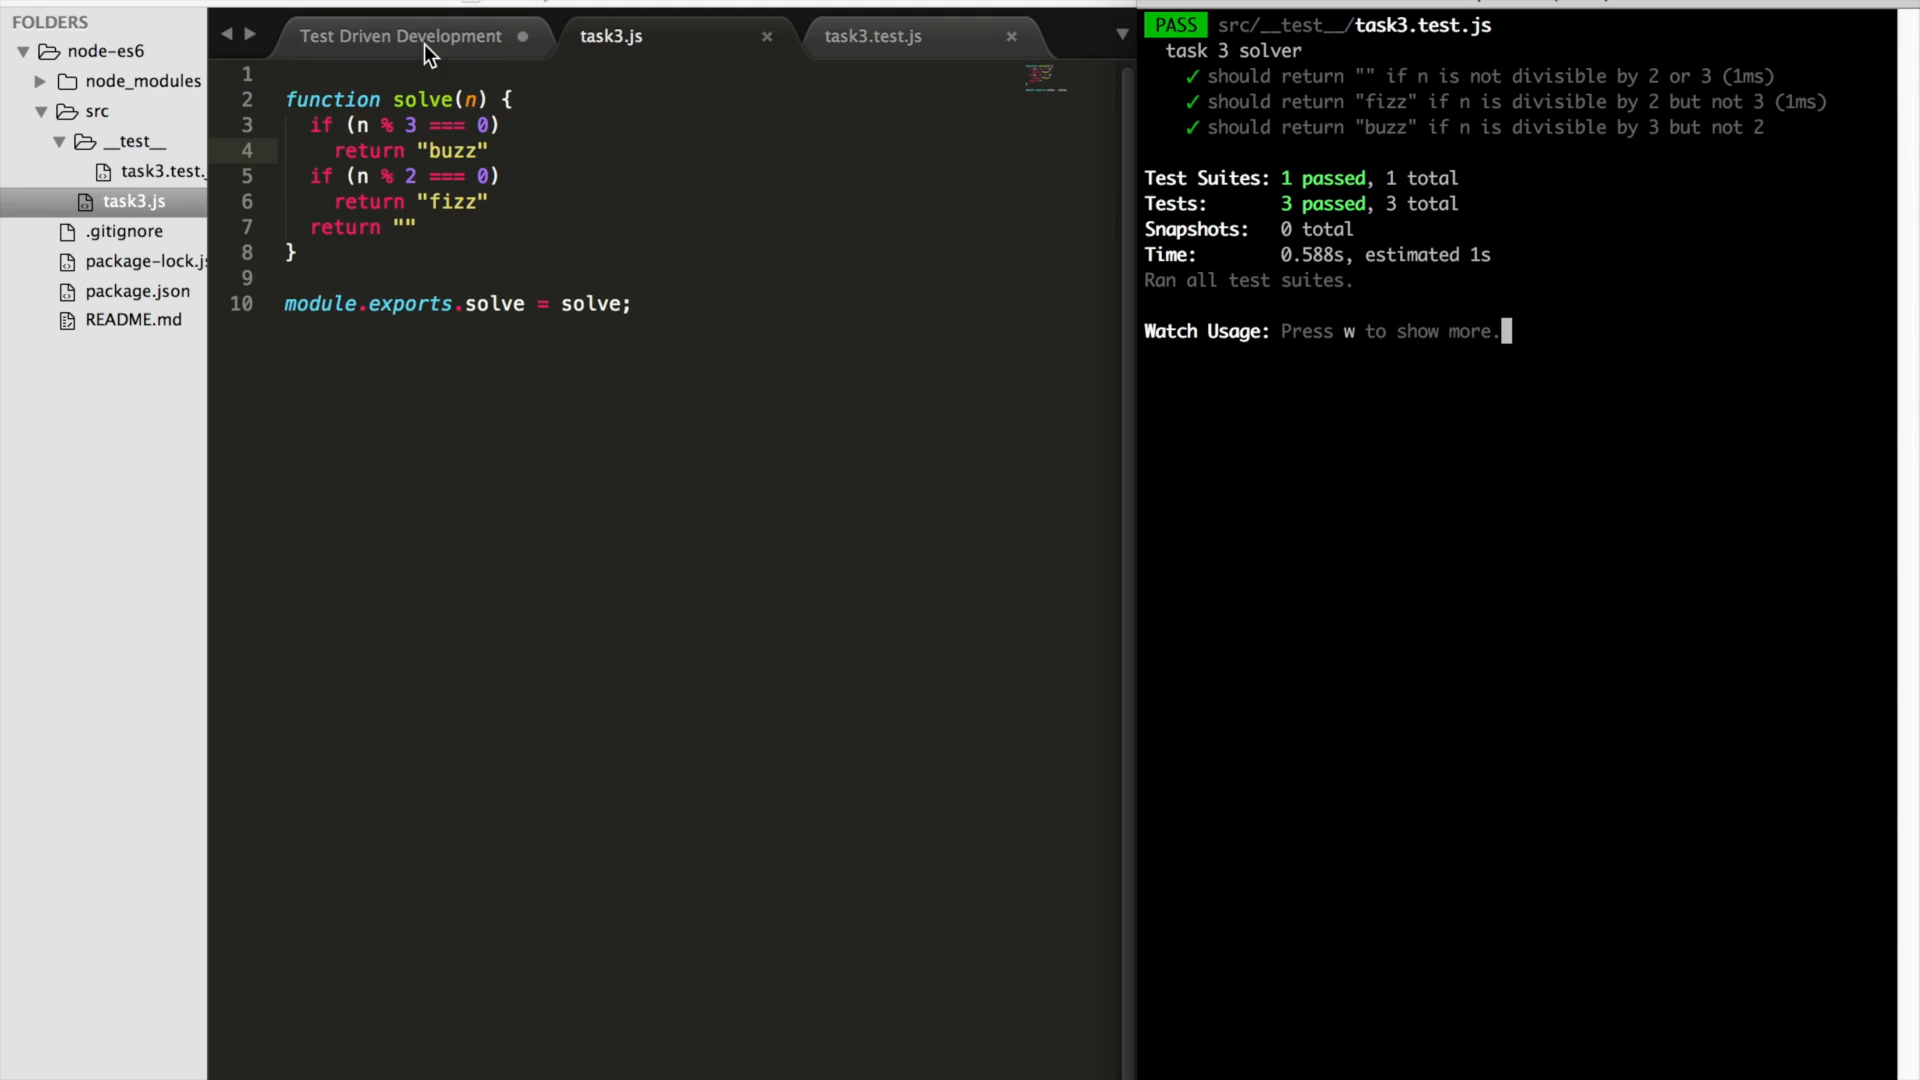 FOLDERS
node-es6
node_modules
src
__test__
task3.test.
task3.js
.gitignore
package-lock.js
package.json
README.md
Test Driven Development
task3.js
task3.test.js
1
2 function solve(n) {
3 if (n % 3 === 0)
4 return "buzz"
5 if (n % 2 === 0)
6 return "fizz"
7 return ""
8 }
9
10 module.exports.solve = solve;
PASS src/__test__/task3.test.js
task 3 solver
✓ should return "" if n is not divisible by 2 or 3 (1ms)
✓ should return "fizz" if n is divisible by 2 but not 3 (1ms)
✓ should return "buzz" if n is divisible by 3 but not 2
Test Suites: 1 passed, 1 total
Tests: 3 passed, 3 total
Snapshots: 0 total
Time: 0.588s, estimated 1s
Ran all test suites.
Watch Usage: Press w to show more.